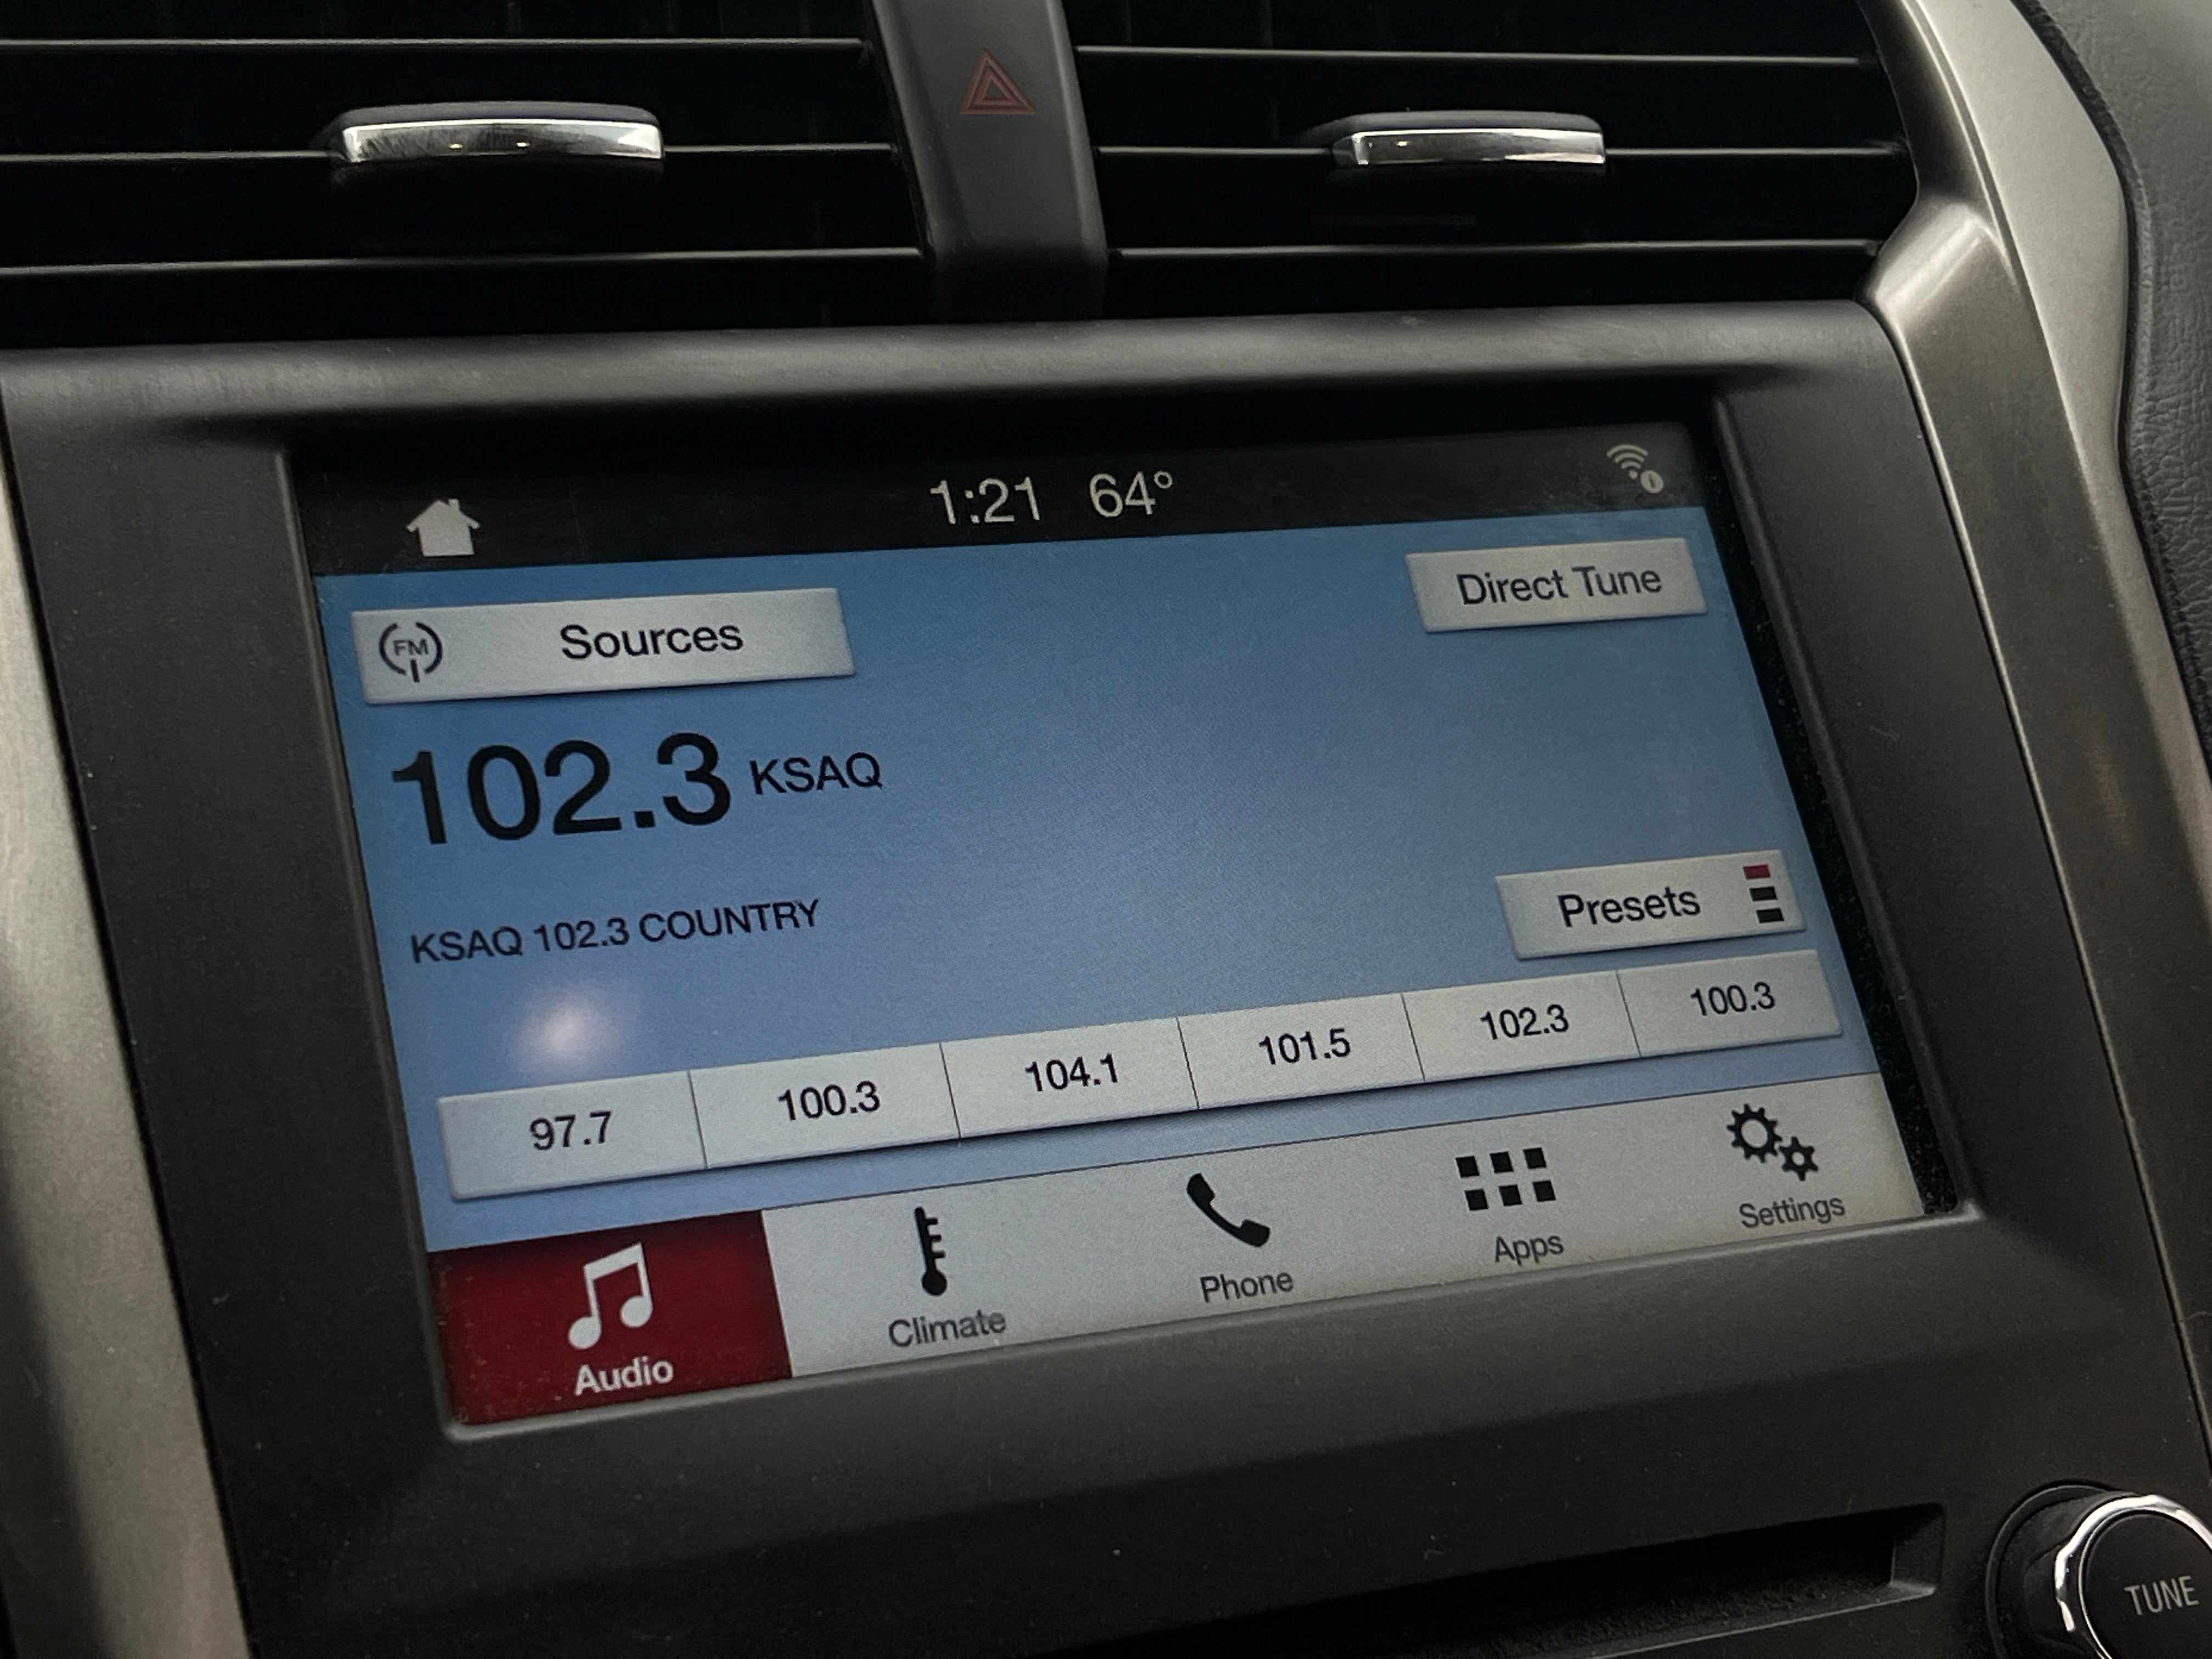 1:21 64°
FM Sources
Direct Tune
102.3 KSAQ
KSAQ 102.3 COUNTRY
Presets
97.7 100.3 104.1 101.5 102.3 100.3
Audio Climate Phone Apps Settings
TUNE